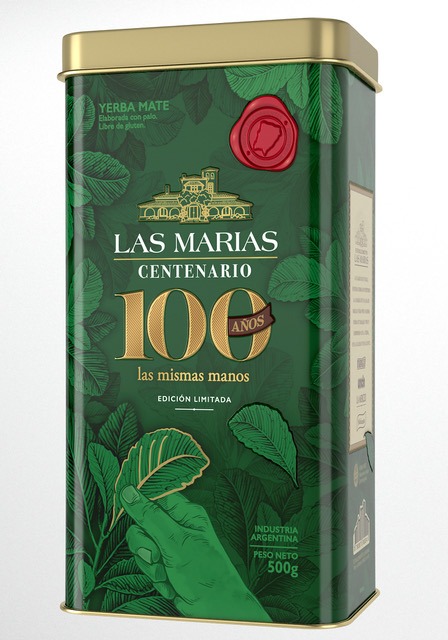 YERBA MATE
Elaborada con palo.
Libre de gluten.
LAS MARIAS
CENTENARIO
100
AÑOS
las mismas manos
EDICIÓN LIMITADA
INDUSTRIA
ARGENTINA
PESO NETO
500g